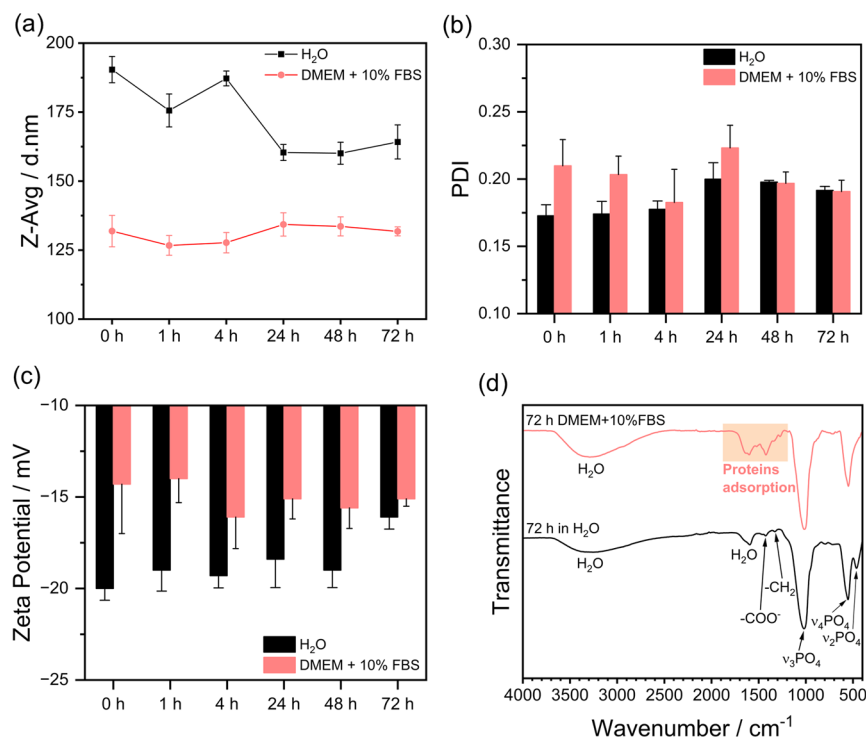 (a)
200
175
150
125
100
Z-Avg / d.nm
H₂O
DMEM + 10% FBS
0 h 1 h 4 h 24 h 48 h 72 h
(b)
0.30
0.25
0.20
0.15
0.10
PDI
H₂O
DMEM + 10% FBS
0 h 1 h 4 h 24 h 48 h 72 h
(c)
−10
−15
−20
−25
Zeta Potential / mV
H₂O
DMEM + 10% FBS
0 h 1 h 4 h 24 h 48 h 72 h
(d)
Transmittance
72 h DMEM+10%FBS
H₂O
Proteins
adsorption
72 h in H₂O
H₂O
H₂O
-COO⁻
-CH₂
ν₃PO₄
ν₄PO₄
ν₂PO₄
4000 3500 3000 2500 2000 1500 1000 500
Wavenumber / cm⁻¹